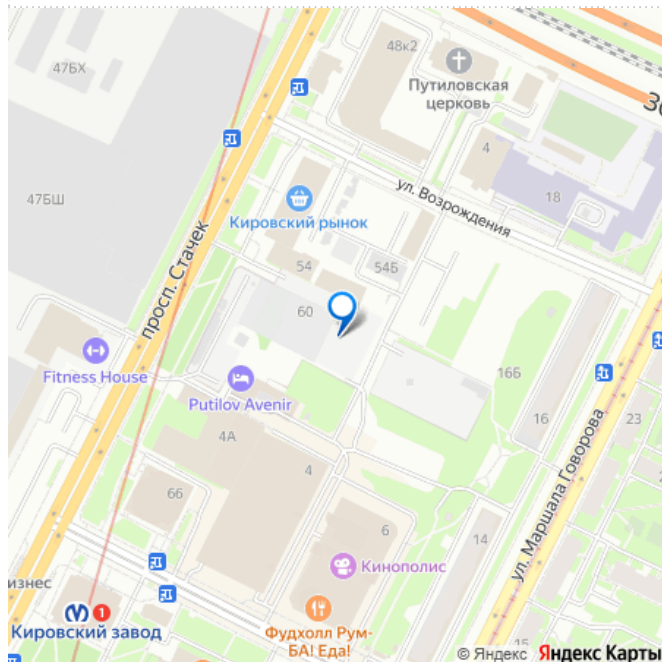 48к2
47БХ
Путиловская
церковь
4
18
ул. Возрождения
47БШ
Кировский рынок
просп. Стачек
54
54Б
60
Fitness House
Putilov Avenir
16Б
16
23
4А
4
ул. Маршала Говорова
66
6
14
Кинополис
изнес
1
Кировский завод
Фудхолл Рум-
БА! Еда!
© Яндекс Яндекс Карты